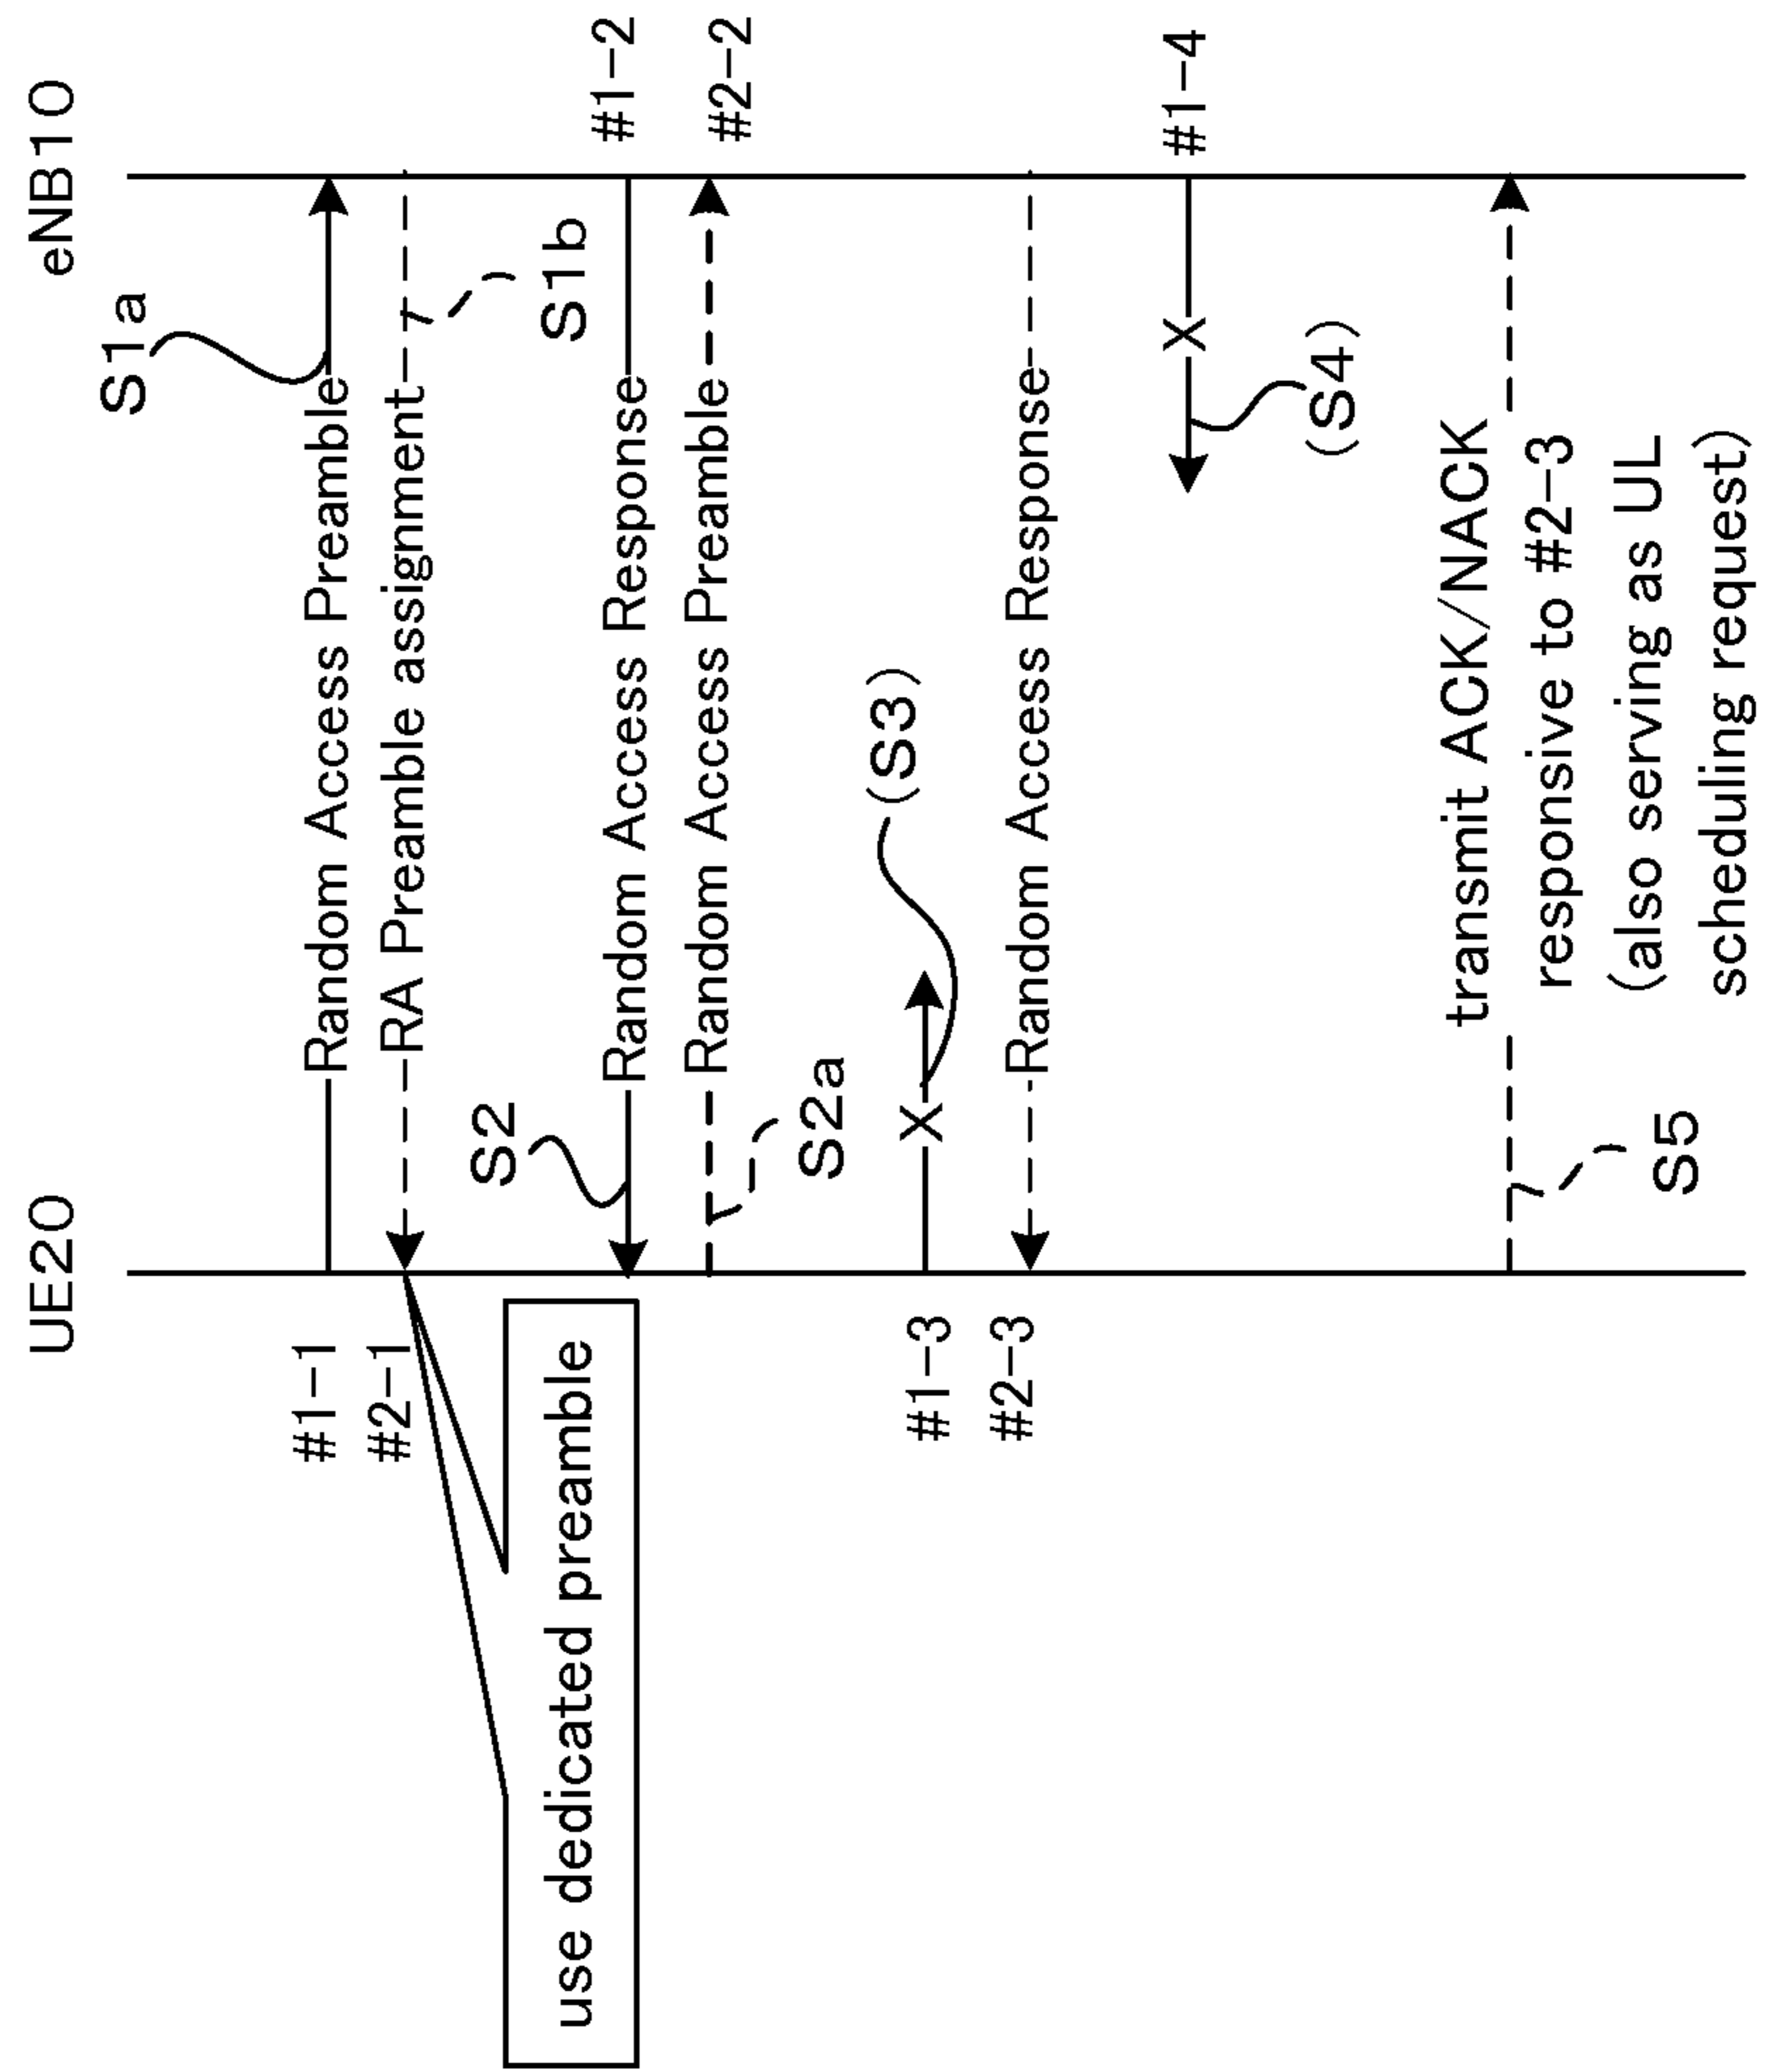 UE20
eNB10
S1a
#1-1
Random Access Preamble
#2-1
RA Preamble assignment
S1b
use dedicated preamble
S2
Random Access Response
#1-2
Random Access Preamble
#2-2
S2a
(S3)
#1-3
#2-3
Random Access Response
#1-4
(S4)
transmit ACK/NACK
responsive to #2-3
(also serving as UL
scheduling request)
S5